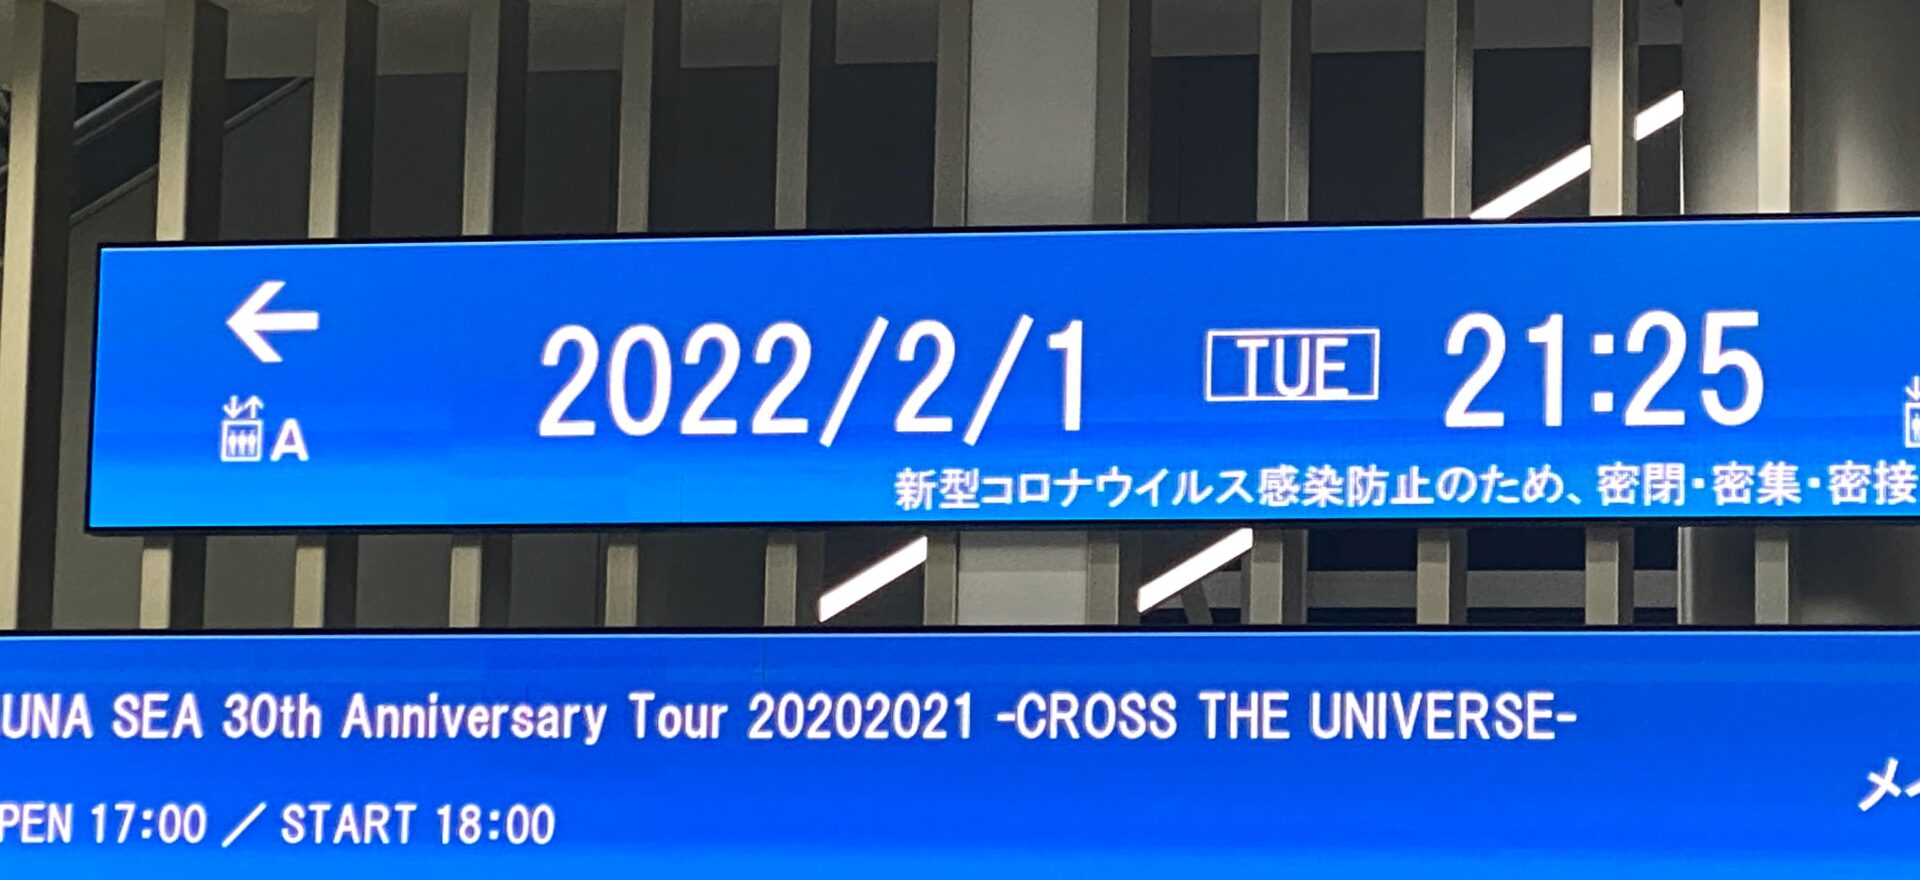 2022/2/1 TUE 21:25
A
新型コロナウイルス感染防止のため、密閉・密集・密接
UNA SEA 30th Anniversary Tour 20202021 -CROSS THE UNIVERSE-
PEN 17:00 ／ START 18:00